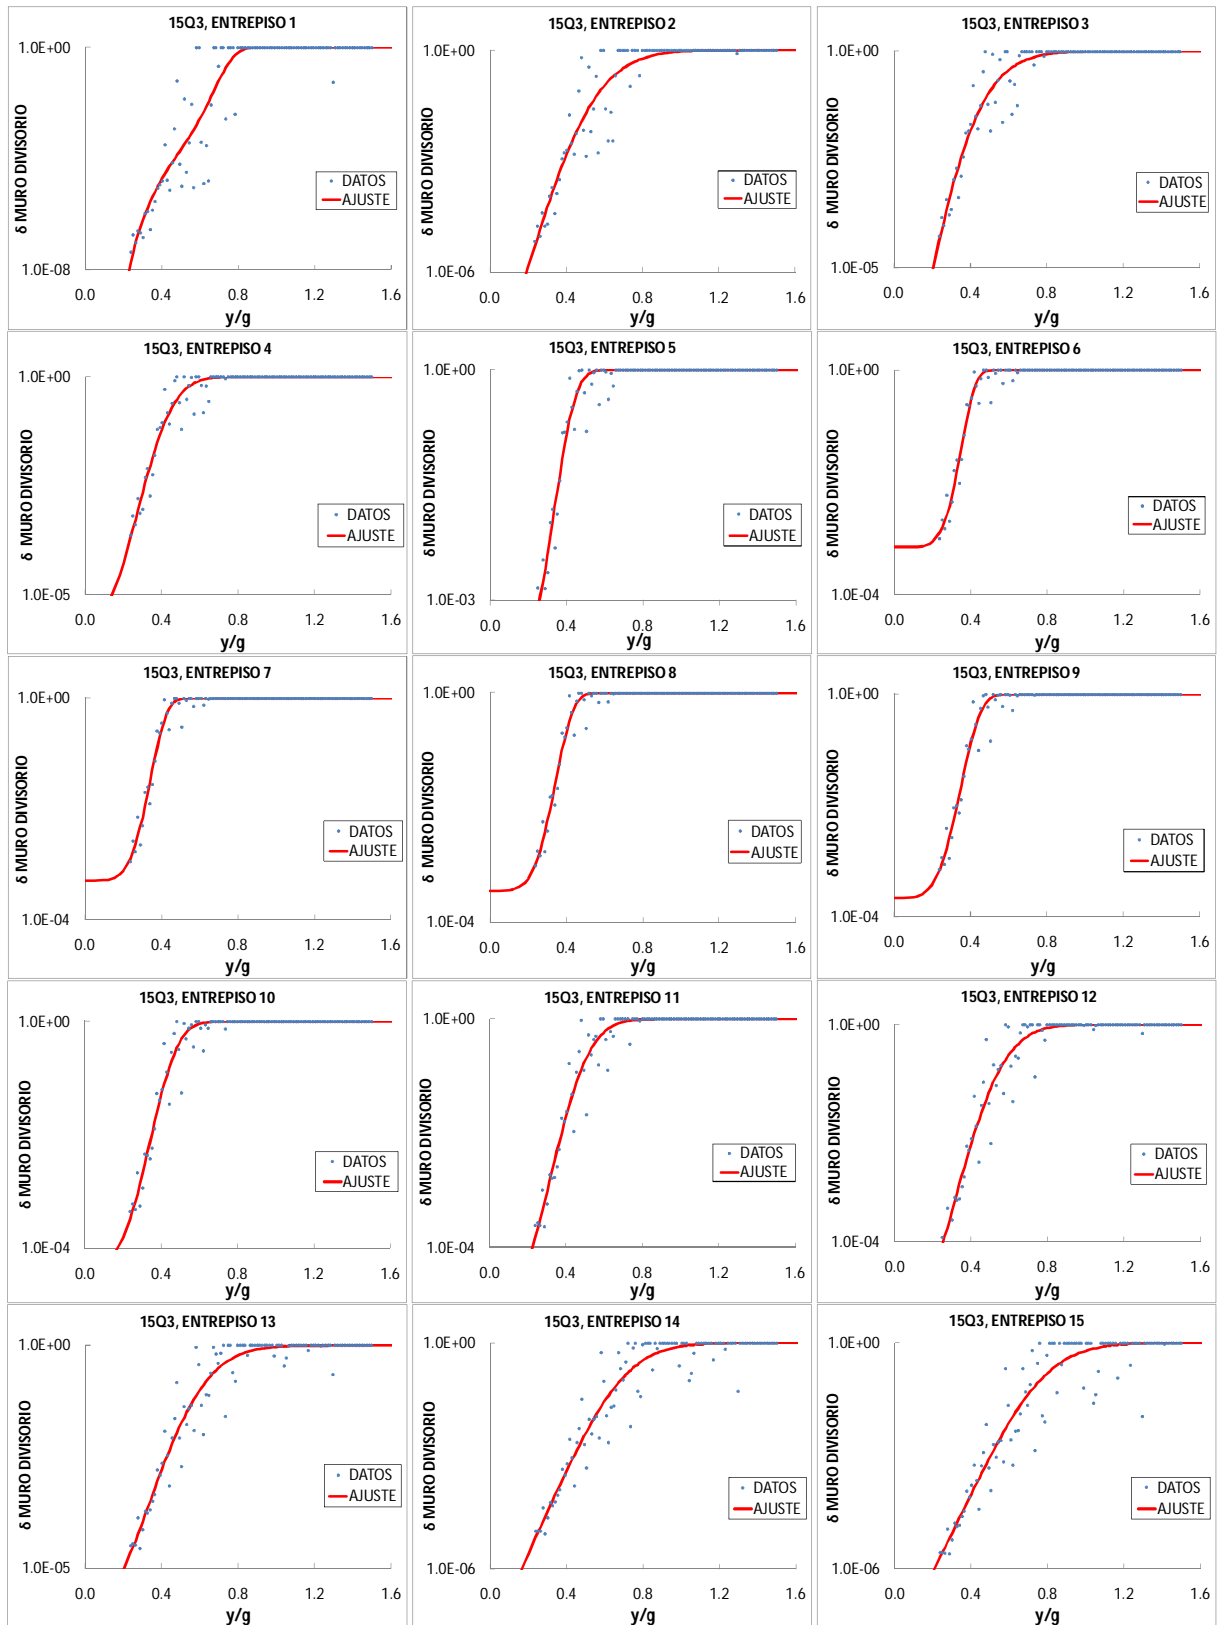 15Q3, ENTREPISO 1
1.0E+00
δ MURO DIVISORIO
DATOS
AJUSTE
1.0E-08
0.0 0.4 0.8 1.2 1.6
y/g
15Q3, ENTREPISO 2
1.0E+00
δ MURO DIVISORIO
DATOS
AJUSTE
1.0E-06
0.0 0.4 0.8 1.2 1.6
y/g
15Q3, ENTREPISO 3
1.0E+00
δ MURO DIVISORIO
DATOS
AJUSTE
1.0E-05
0.0 0.4 0.8 1.2 1.6
y/g
15Q3, ENTREPISO 4
1.0E+00
δ MURO DIVISORIO
DATOS
AJUSTE
1.0E-05
0.0 0.4 0.8 1.2 1.6
y/g
15Q3, ENTREPISO 5
1.0E+00
δ MURO DIVISORIO
DATOS
AJUSTE
1.0E-03
0.0 0.4 0.8 1.2 1.6
y/g
15Q3, ENTREPISO 6
1.0E+00
δ MURO DIVISORIO
DATOS
AJUSTE
1.0E-04
0.0 0.4 0.8 1.2 1.6
y/g
15Q3, ENTREPISO 7
1.0E+00
δ MURO DIVISORIO
DATOS
AJUSTE
1.0E-04
0.0 0.4 0.8 1.2 1.6
y/g
15Q3, ENTREPISO 8
1.0E+00
δ MURO DIVISORIO
DATOS
AJUSTE
1.0E-04
0.0 0.4 0.8 1.2 1.6
y/g
15Q3, ENTREPISO 9
1.0E+00
δ MURO DIVISORIO
DATOS
AJUSTE
1.0E-04
0.0 0.4 0.8 1.2 1.6
y/g
15Q3, ENTREPISO 10
1.0E+00
δ MURO DIVISORIO
DATOS
AJUSTE
1.0E-04
0.0 0.4 0.8 1.2 1.6
y/g
15Q3, ENTREPISO 11
1.0E+00
δ MURO DIVISORIO
DATOS
AJUSTE
1.0E-04
0.0 0.4 0.8 1.2 1.6
y/g
15Q3, ENTREPISO 12
1.0E+00
δ MURO DIVISORIO
DATOS
AJUSTE
1.0E-04
0.0 0.4 0.8 1.2 1.6
y/g
15Q3, ENTREPISO 13
1.0E+00
δ MURO DIVISORIO
DATOS
AJUSTE
1.0E-05
0.0 0.4 0.8 1.2 1.6
y/g
15Q3, ENTREPISO 14
1.0E+00
δ MURO DIVISORIO
DATOS
AJUSTE
1.0E-06
0.0 0.4 0.8 1.2 1.6
y/g
15Q3, ENTREPISO 15
1.0E+00
δ MURO DIVISORIO
DATOS
AJUSTE
1.0E-06
0.0 0.4 0.8 1.2 1.6
y/g